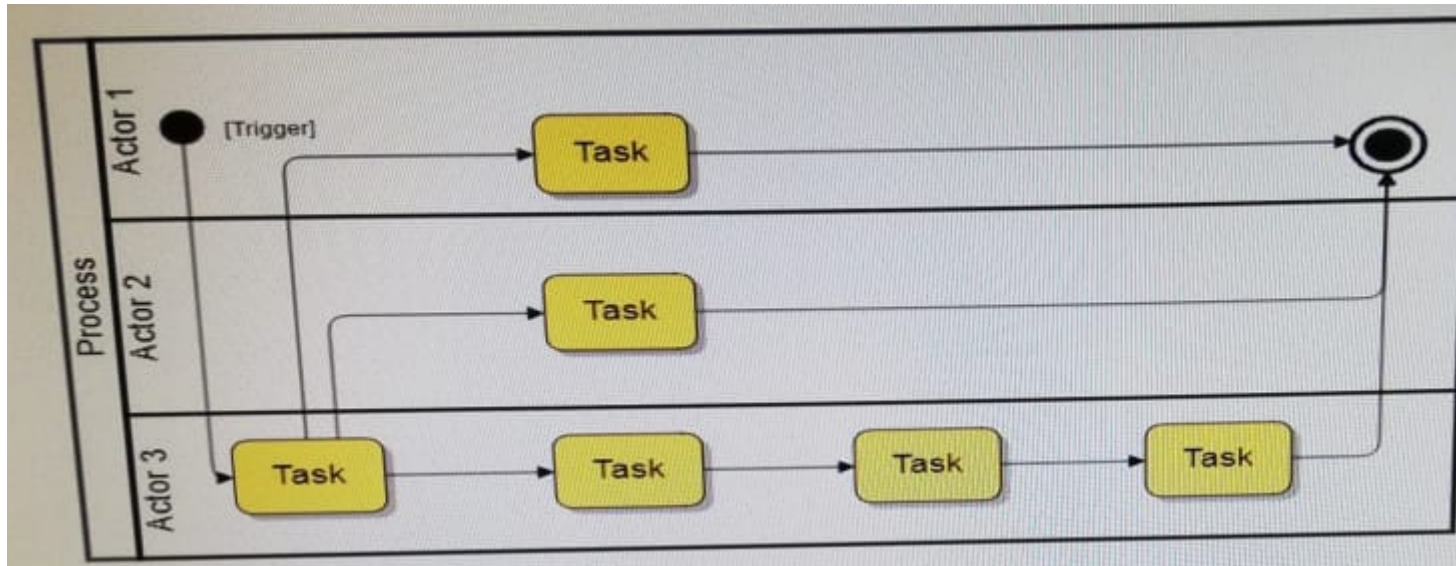 Process
Actor 1
[Trigger]
Task
Actor 2
Task
Actor 3
Task
Task
Task
Task